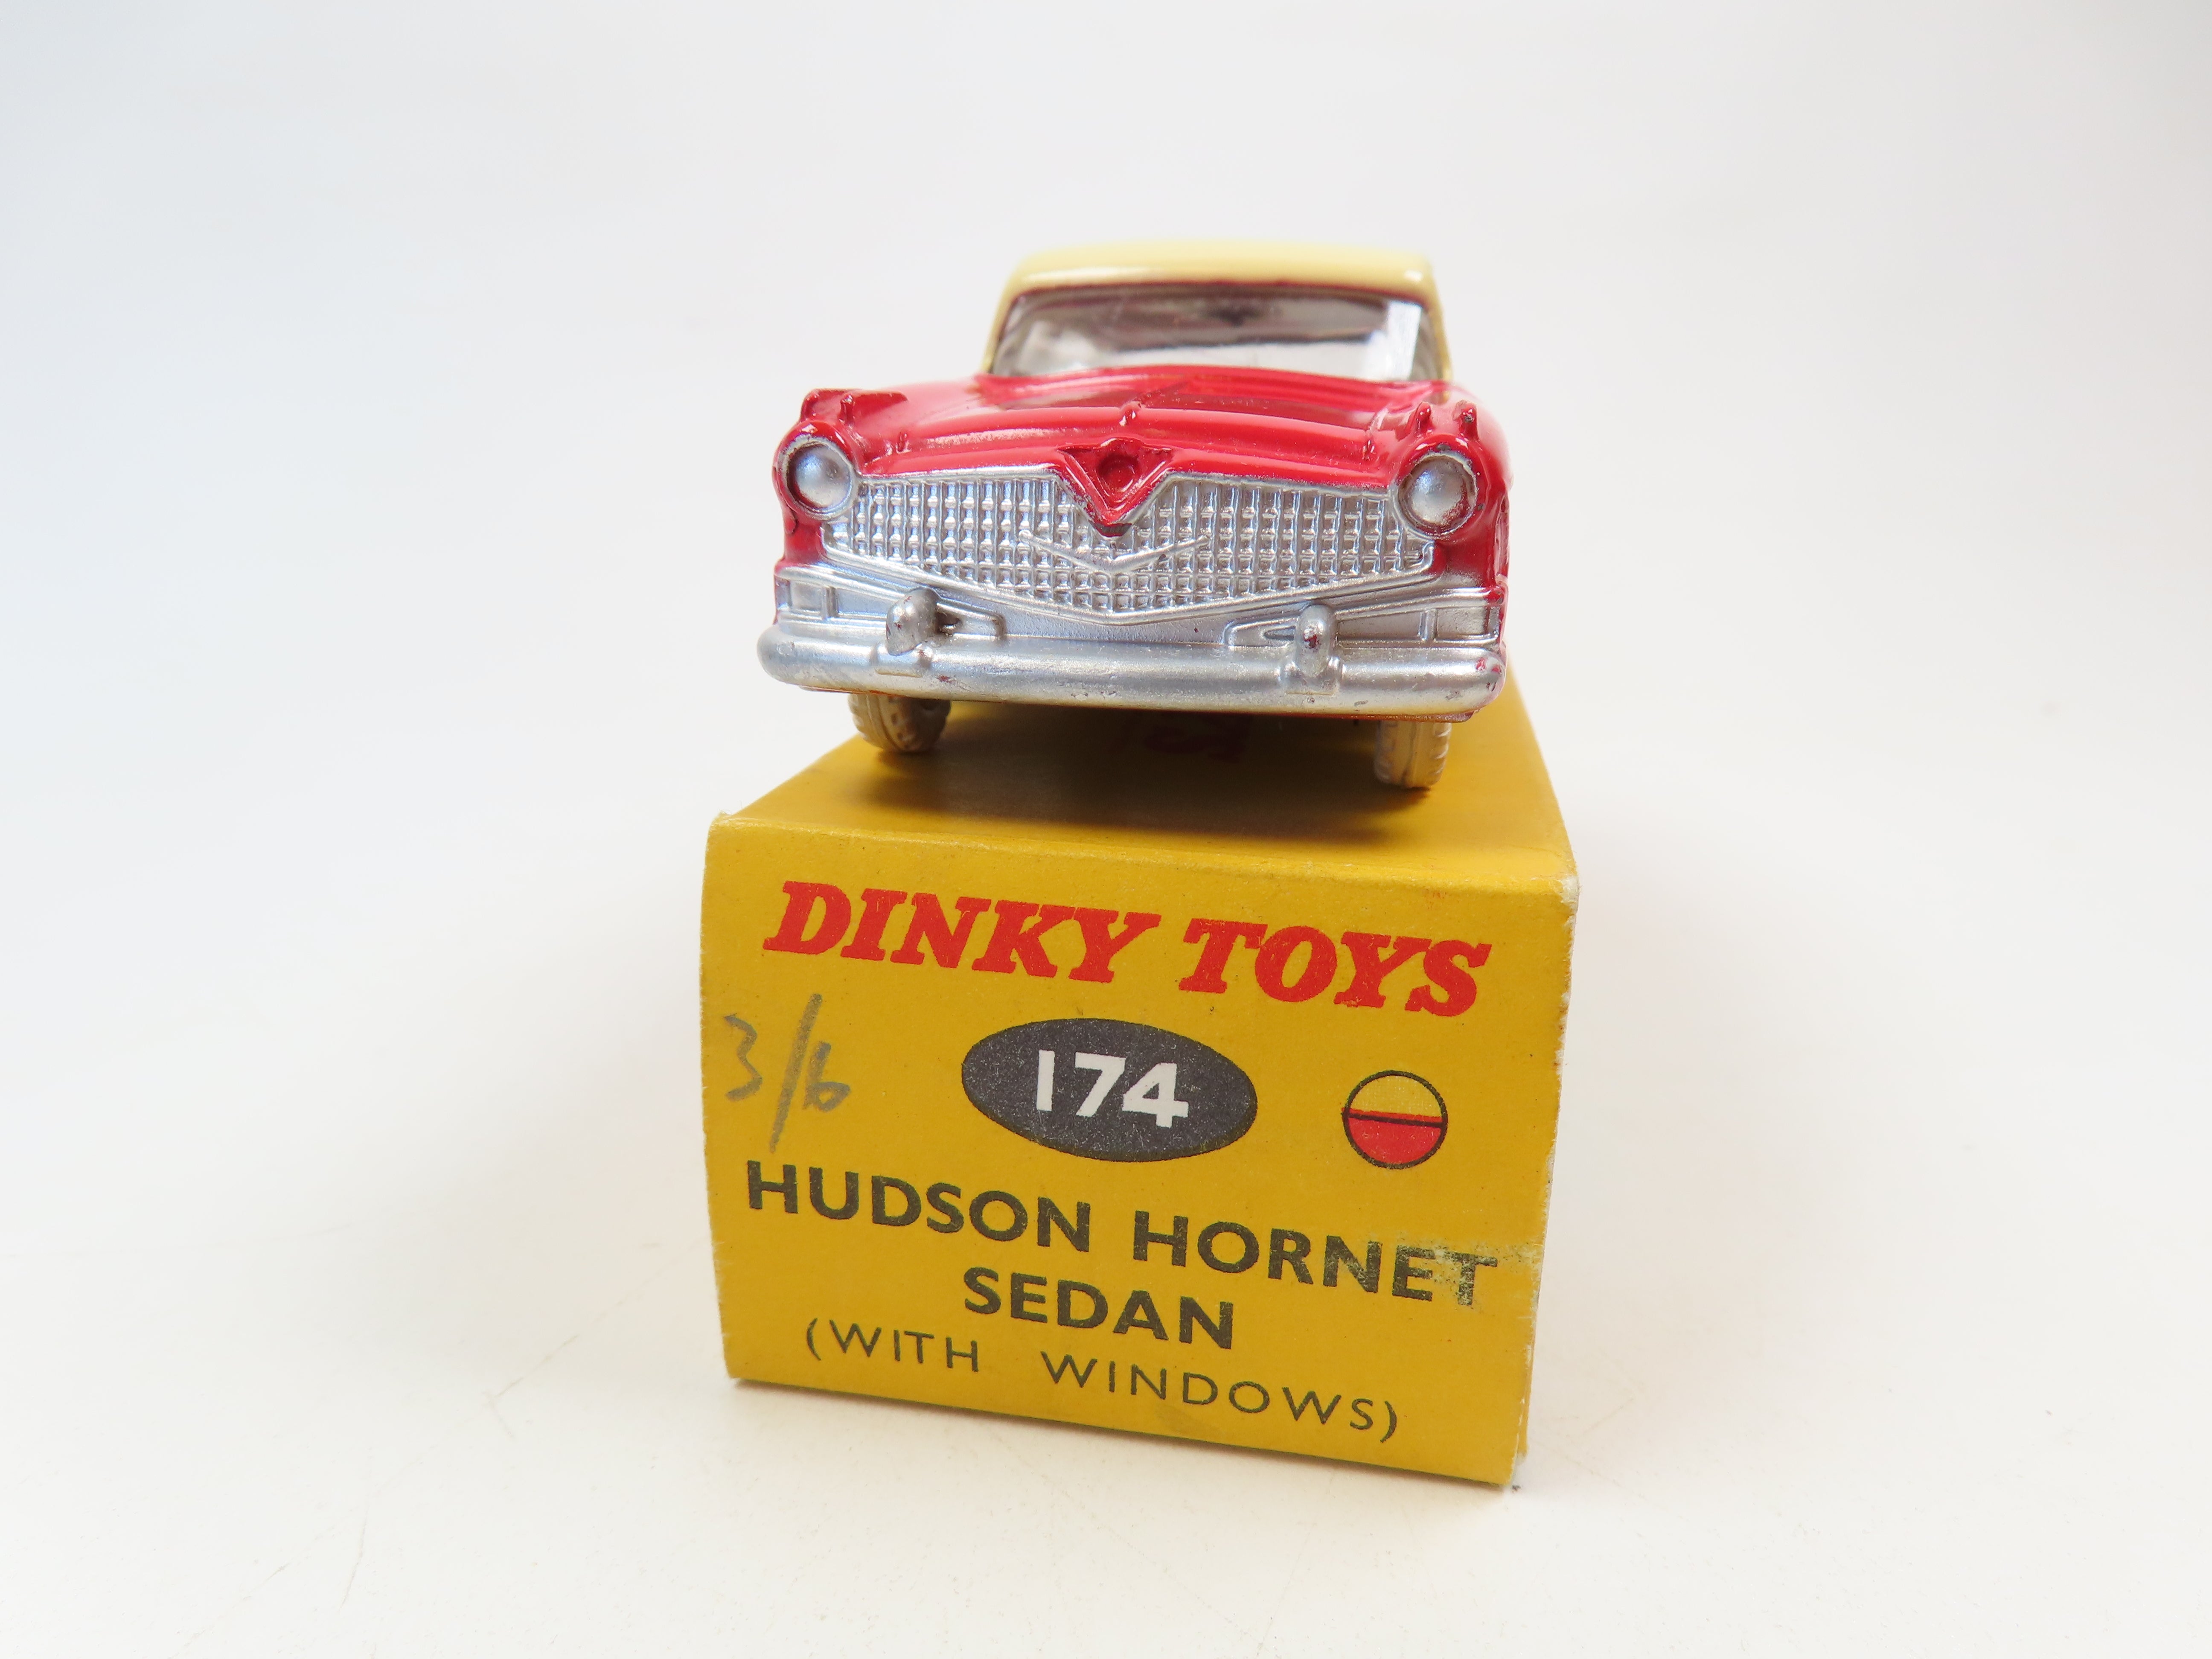 DINKY TOYS
3/6
174
HUDSON HORNET
SEDAN
(WITH WINDOWS)